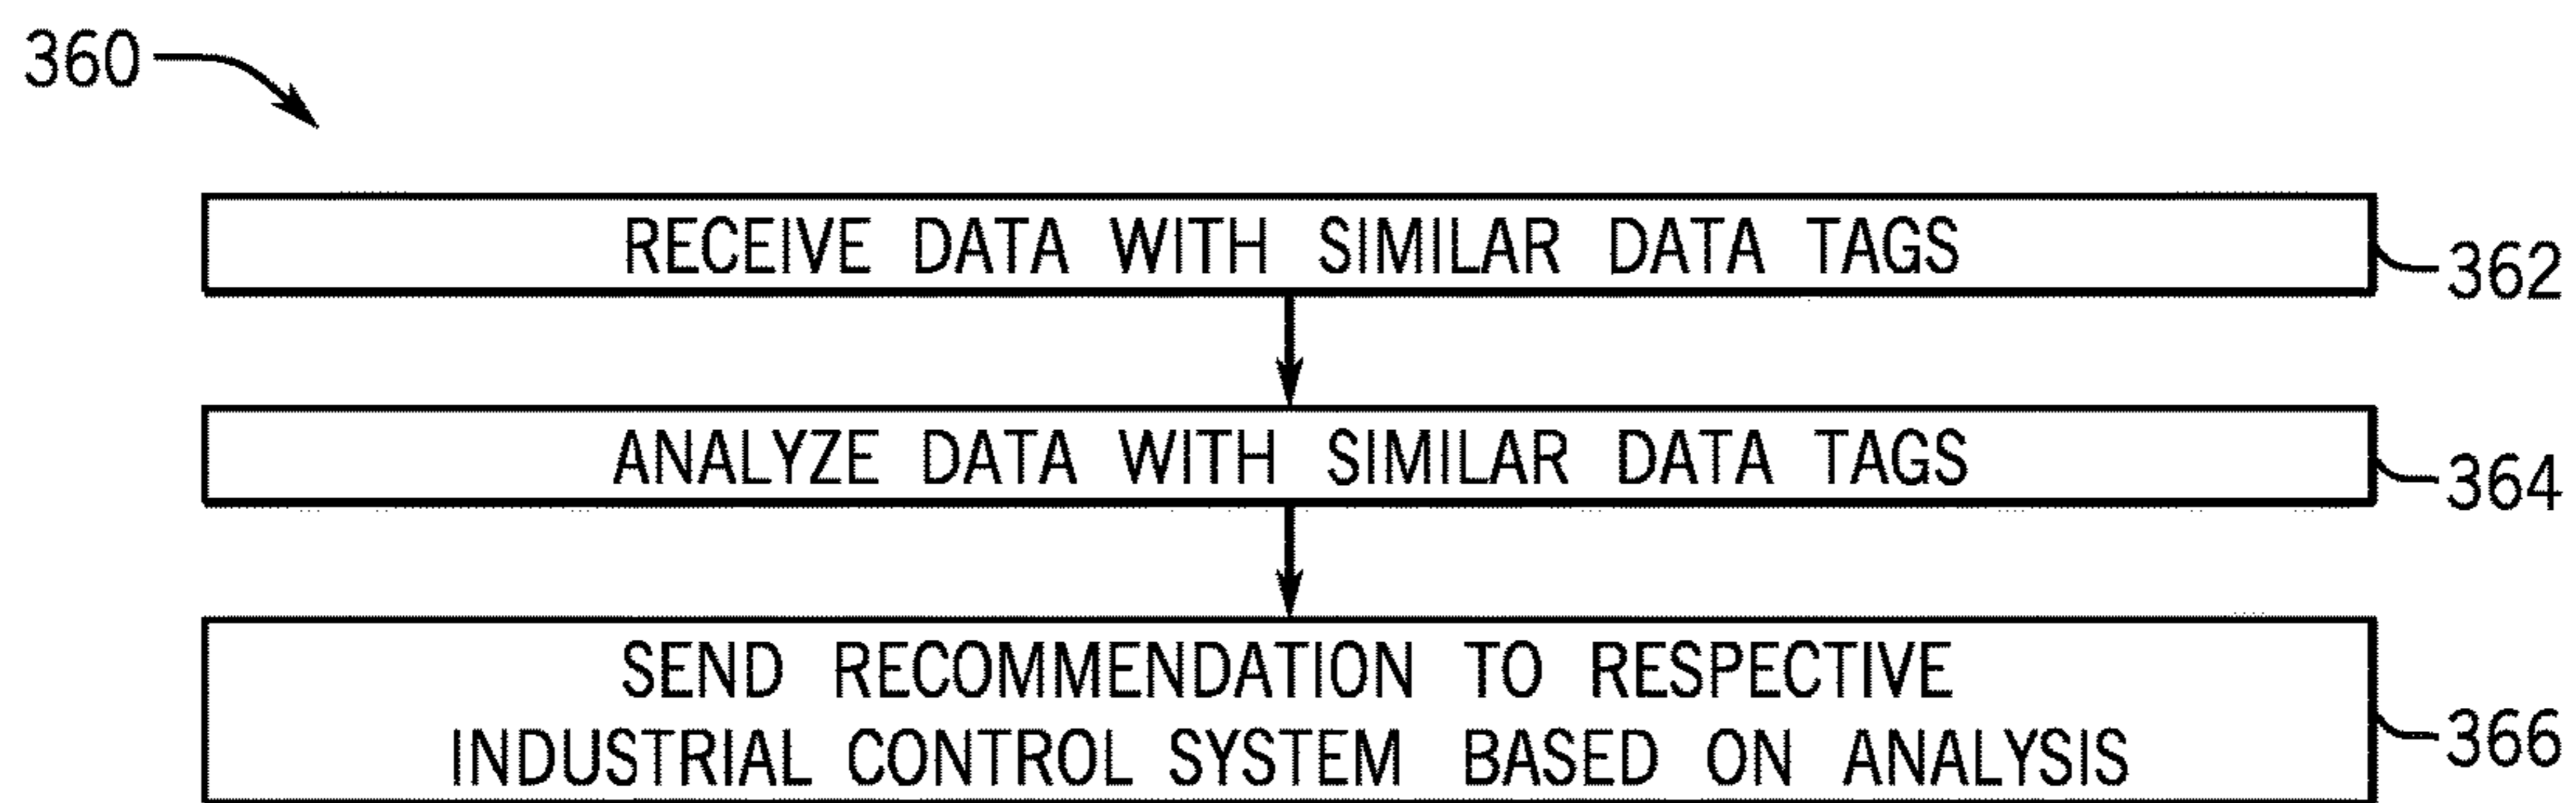 360
RECEIVE DATA WITH SIMILAR DATA TAGS
362
ANALYZE DATA WITH SIMILAR DATA TAGS
364
SEND RECOMMENDATION TO RESPECTIVE
INDUSTRIAL CONTROL SYSTEM BASED ON ANALYSIS
366